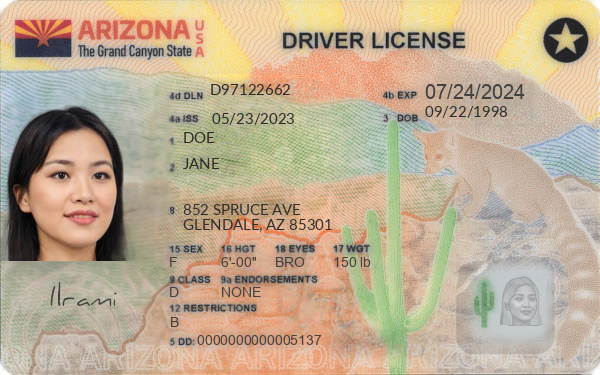 ARIZONA USA
The Grand Canyon State
DRIVER LICENSE
4d DLN D97122662
4b EXP 07/24/2024
4a ISS 05/23/2023
3 DOB 09/22/1998
1 DOE
2 JANE
8 852 SPRUCE AVE
GLENDALE, AZ 85301
15 SEX 16 HGT 18 EYES 17 WGT
F 6'-00" BRO 150 lb
9 CLASS 9a ENDORSEMENTS
D NONE
12 RESTRICTIONS
B
5 DD: 0000000000005137
Ilrami
ARIZONA ARIZONA ARIZONA ARIZONA